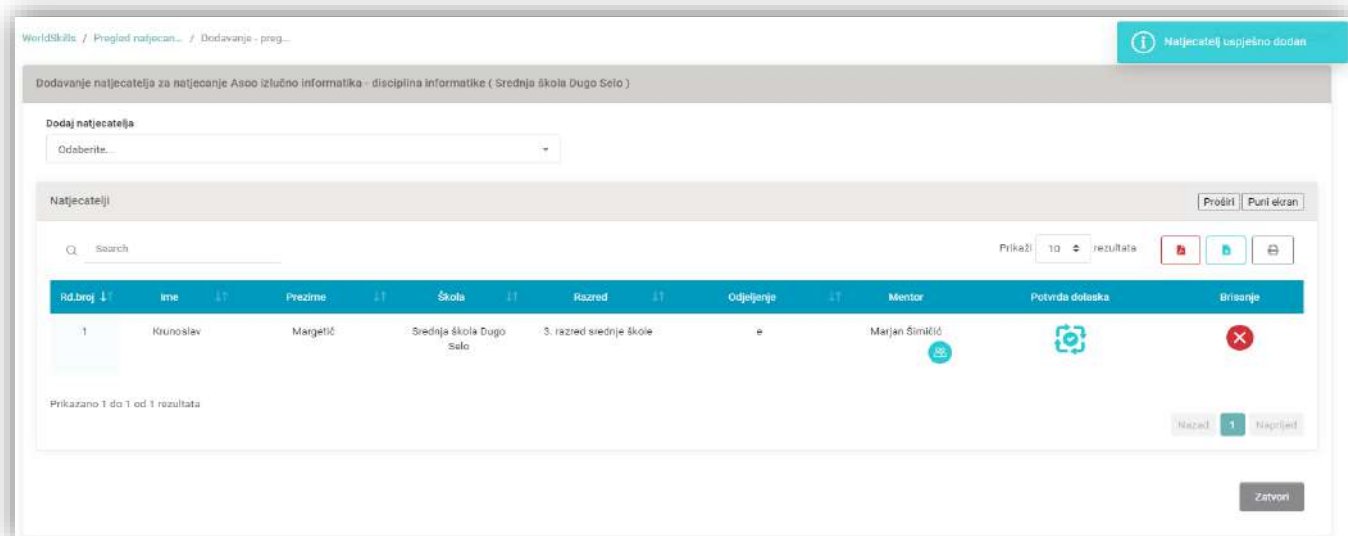 WorldSkills / Pregled natjecan... / Dodavanje - preg...
Natjecatelj uspješno dodan
Dodavanje natjecatelja za natjecanje Asoo izlučno informatika - disciplina informatike ( Srednja škola Dugo Selo )
Dodaj natjecatelja
Odaberite...
Natjecatelji
Proširi Puni ekran
Search
Prikaži 10 rezultata
Rd.broj Ime Prezime Škola Razred Odjeljenje Mentor Potvrda dolaska Brisanje
1 Krunoslav Margetić Srednja škola Dugo Selo 3. razred srednje škole e Marjan Šimičić
Prikazano 1 do 1 od 1 rezultata
Nazad 1 Naprijed
Zatvori